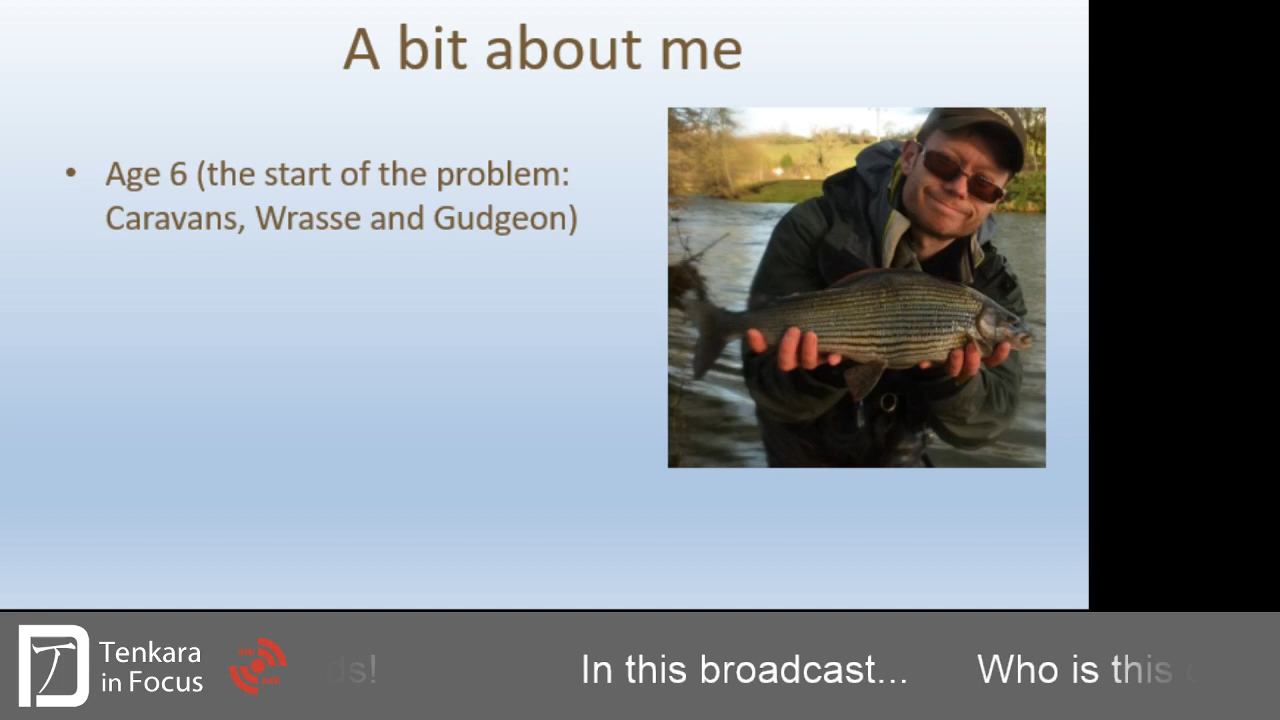 A bit about me
• Age 6 (the start of the problem:
Caravans, Wrasse and Gudgeon)
Tenkara
in Focus
ds! In this broadcast... Who is this